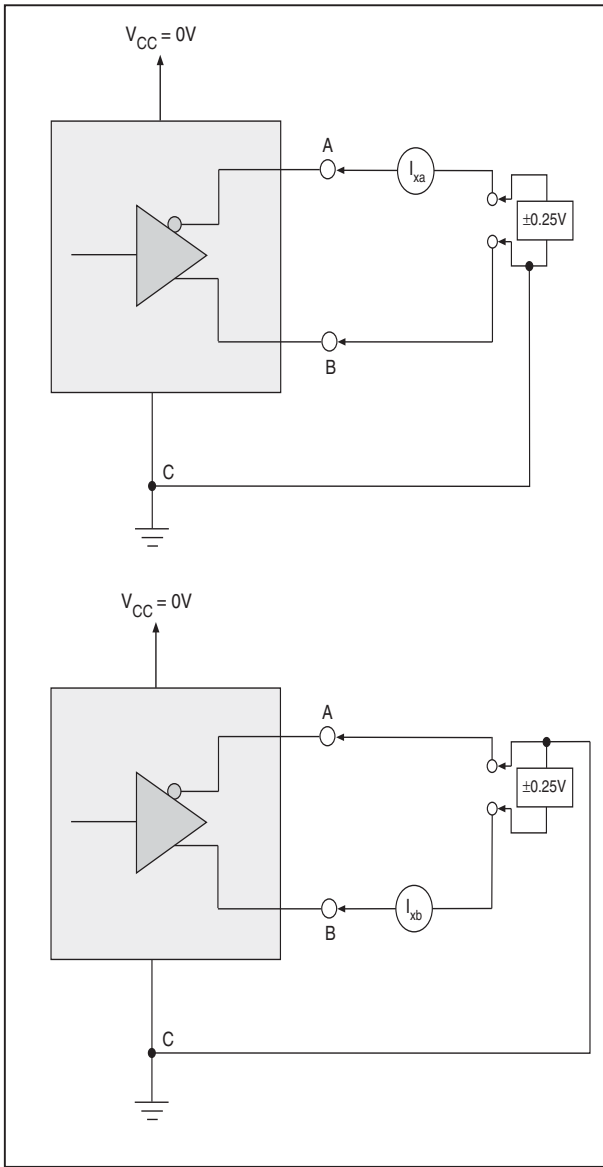 V_CC = 0V
A
I_xa
±0.25V
B
C
V_CC = 0V
A
±0.25V
I_xb
B
C